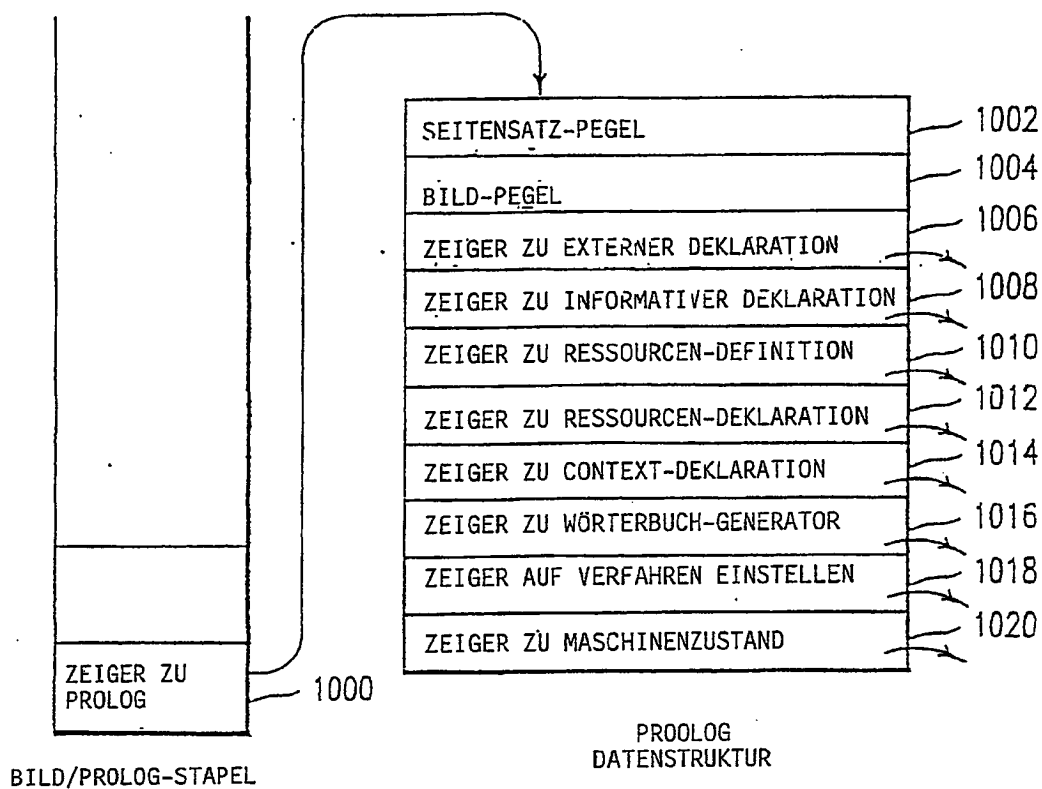 SEITENSATZ-PEGEL
1002
BILD-PEGEL
1004
ZEIGER ZU EXTERNER DEKLARATION
1006
ZEIGER ZU INFORMATIVER DEKLARATION
1008
ZEIGER ZU RESSOURCEN-DEFINITION
1010
ZEIGER ZU RESSOURCEN-DEKLARATION
1012
ZEIGER ZU CONTEXT-DEKLARATION
1014
ZEIGER ZU WÖRTERBUCH-GENERATOR
1016
ZEIGER AUF VERFAHREN EINSTELLEN
1018
ZEIGER ZU MASCHINENZUSTAND
1020
ZEIGER ZU
PROLOG
1000
PROOLOG
DATENSTRUKTUR
BILD/PROLOG-STAPEL